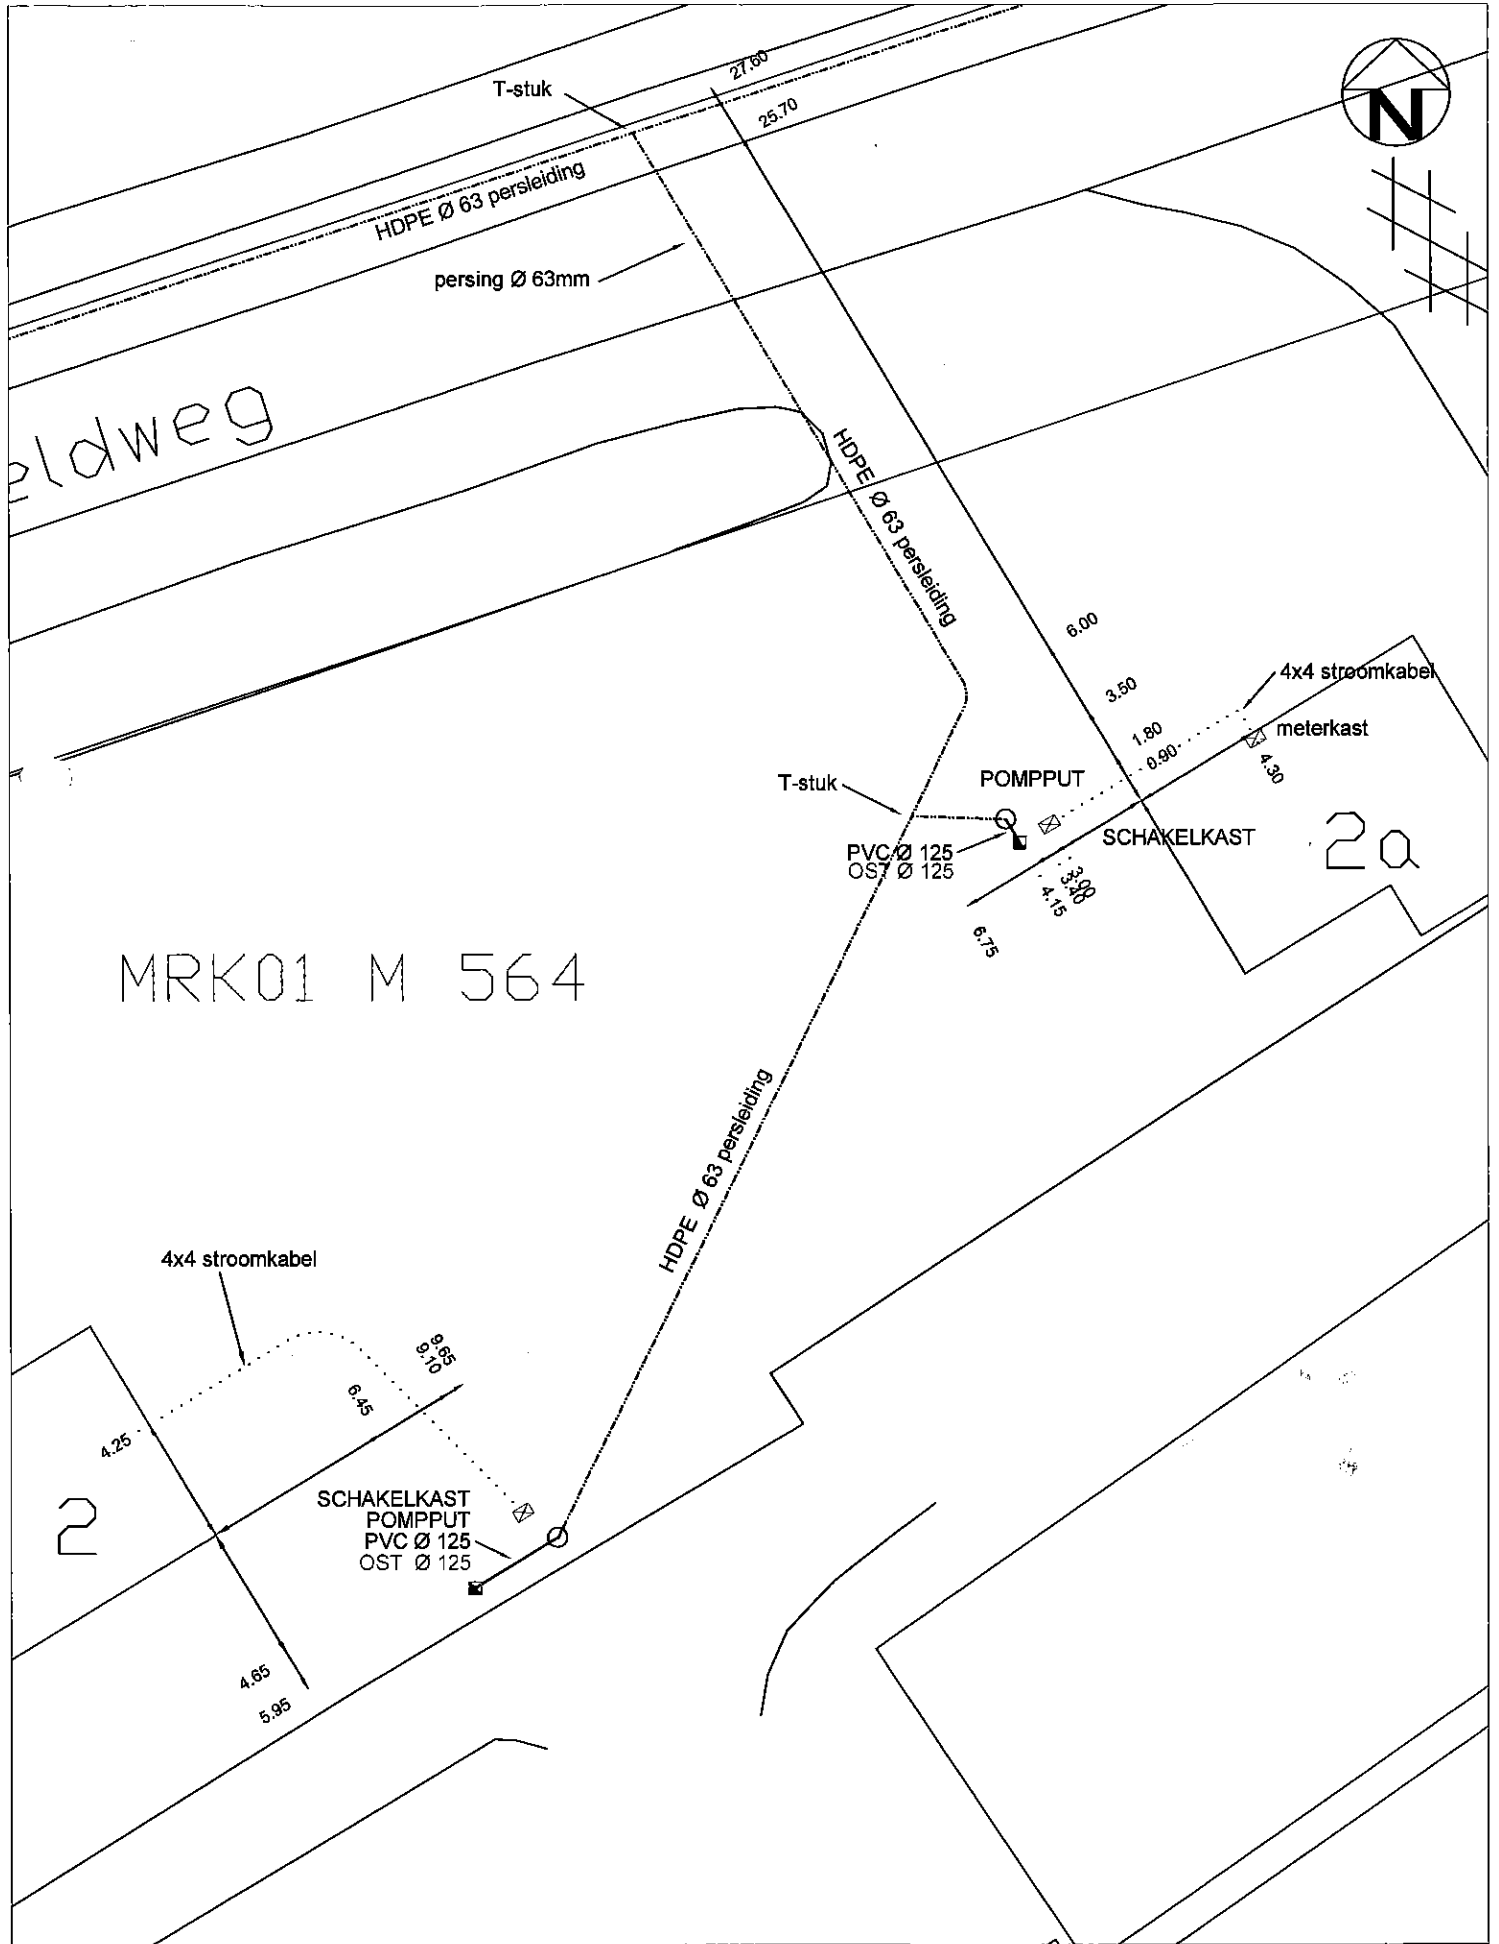 27.60
T-stuk
25.70
N
HDPE Ø 63 persleiding
persing Ø 63mm
eldweg
HDPE Ø 63 persleiding
6.00
4x4 stroomkabel
3.50
1.80
meterkast
0.90
4.30
T-stuk
POMPPUT
SCHAKELKAST
2a
PVC Ø 125
OST Ø 125
3.00
3.40
4.15
6.75
MRK01 M 564
HDPE Ø 63 persleiding
4x4 stroomkabel
9.65
9.10
6.45
4.25
2
SCHAKELKAST
POMPPUT
PVC Ø 125
OST Ø 125
4.65
5.95